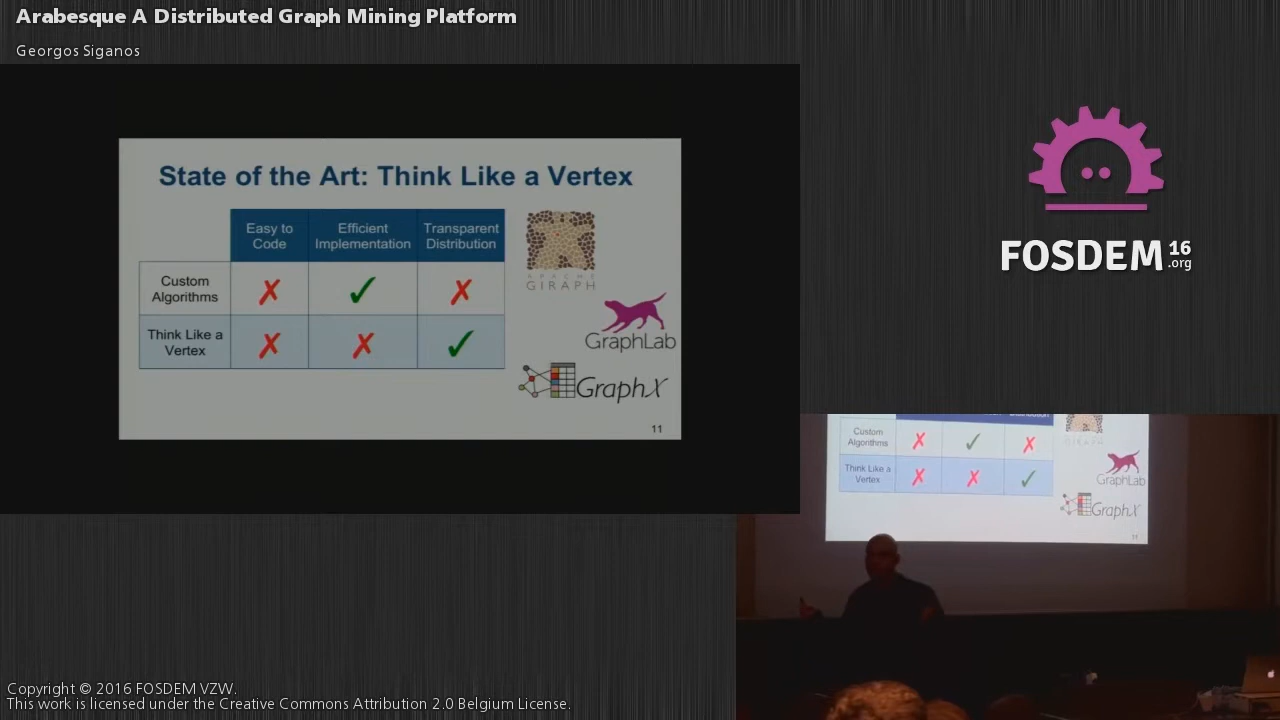 Arabesque A Distributed Graph Mining Platform
Georgos Siganos
State of the Art: Think Like a Vertex
Easy to
Code
Efficient
Implementation
Transparent
Distribution
Custom
Algorithms
✗ ✓ ✗
Think Like a
Vertex
✗ ✗ ✓
APACHE
GIRAPH
GraphLab
GraphX
11
FOSDEM 16
.org
Custom
Algorithms
✗ ✓ ✗
Think Like a
Vertex
✗ ✗ ✓
GraphLab
GraphX
11
Copyright © 2016 FOSDEM VZW.
This work is licensed under the Creative Commons Attribution 2.0 Belgium License.